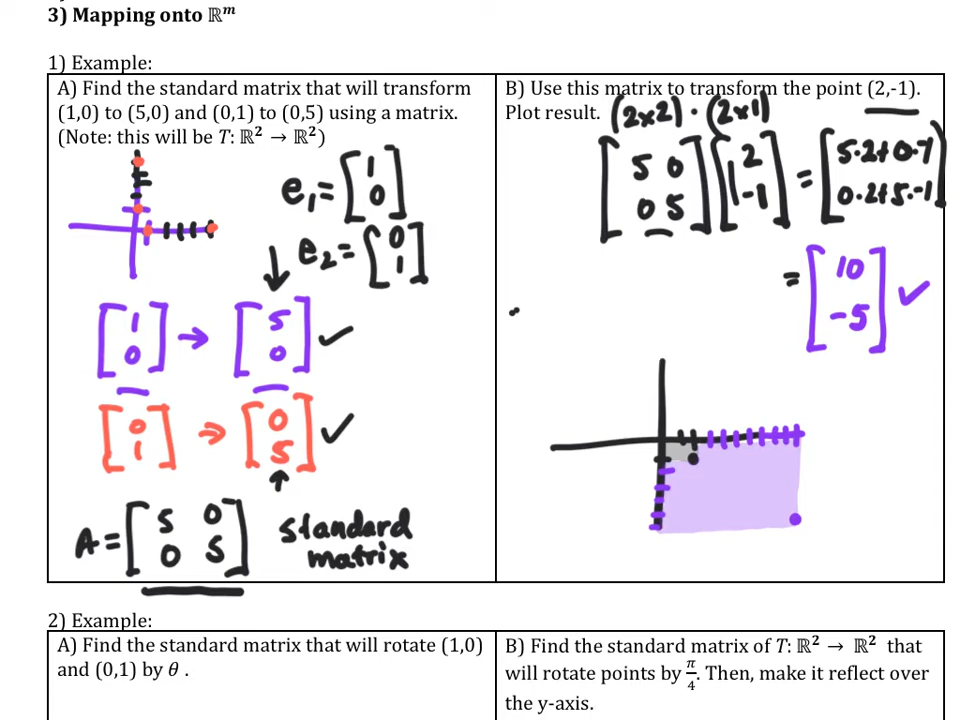 3) Mapping onto ℝᵐ
1) Example:
A) Find the standard matrix that will transform
(1,0) to (5,0) and (0,1) to (0,5) using a matrix.
(Note: this will be T: ℝ² → ℝ²)
e₁ = [1
0]
↓ e₂ = [0
1]
[1
0] → [5
0] ✓
[0
1] → [0
5] ✓
A = [5 0
0 5]
↑
standard
matrix
B) Use this matrix to transform the point (2,-1).
Plot result. (2×2) · (2×1)
[5 0
0 5] [2
-1] = [5·2+0·-1
0·2+5·-1]
= [10
-5] ✓
2) Example:
A) Find the standard matrix that will rotate (1,0)
and (0,1) by θ .
B) Find the standard matrix of T: ℝ² → ℝ² that
will rotate points by π/4. Then, make it reflect over
the y-axis.